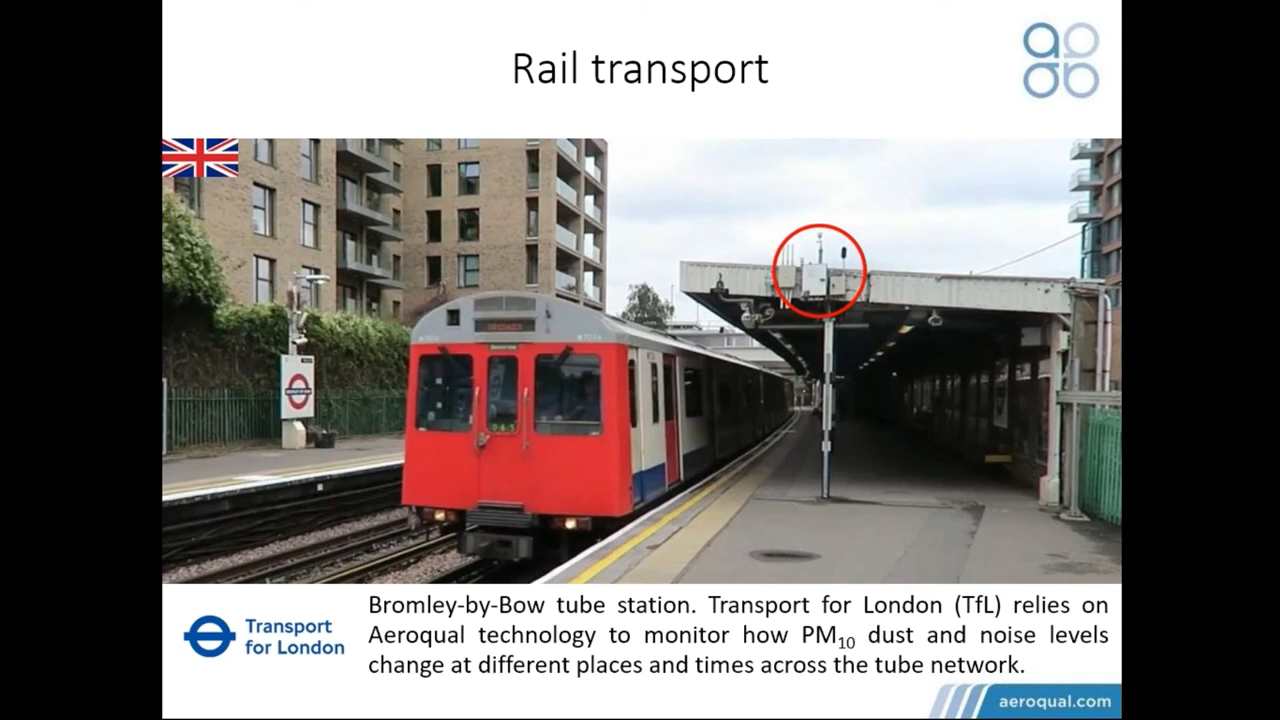 Rail transport
Bromley-by-Bow tube station. Transport for London (TfL) relies on
Aeroqual technology to monitor how PM10 dust and noise levels
change at different places and times across the tube network.
Transport
for London
aeroqual.com